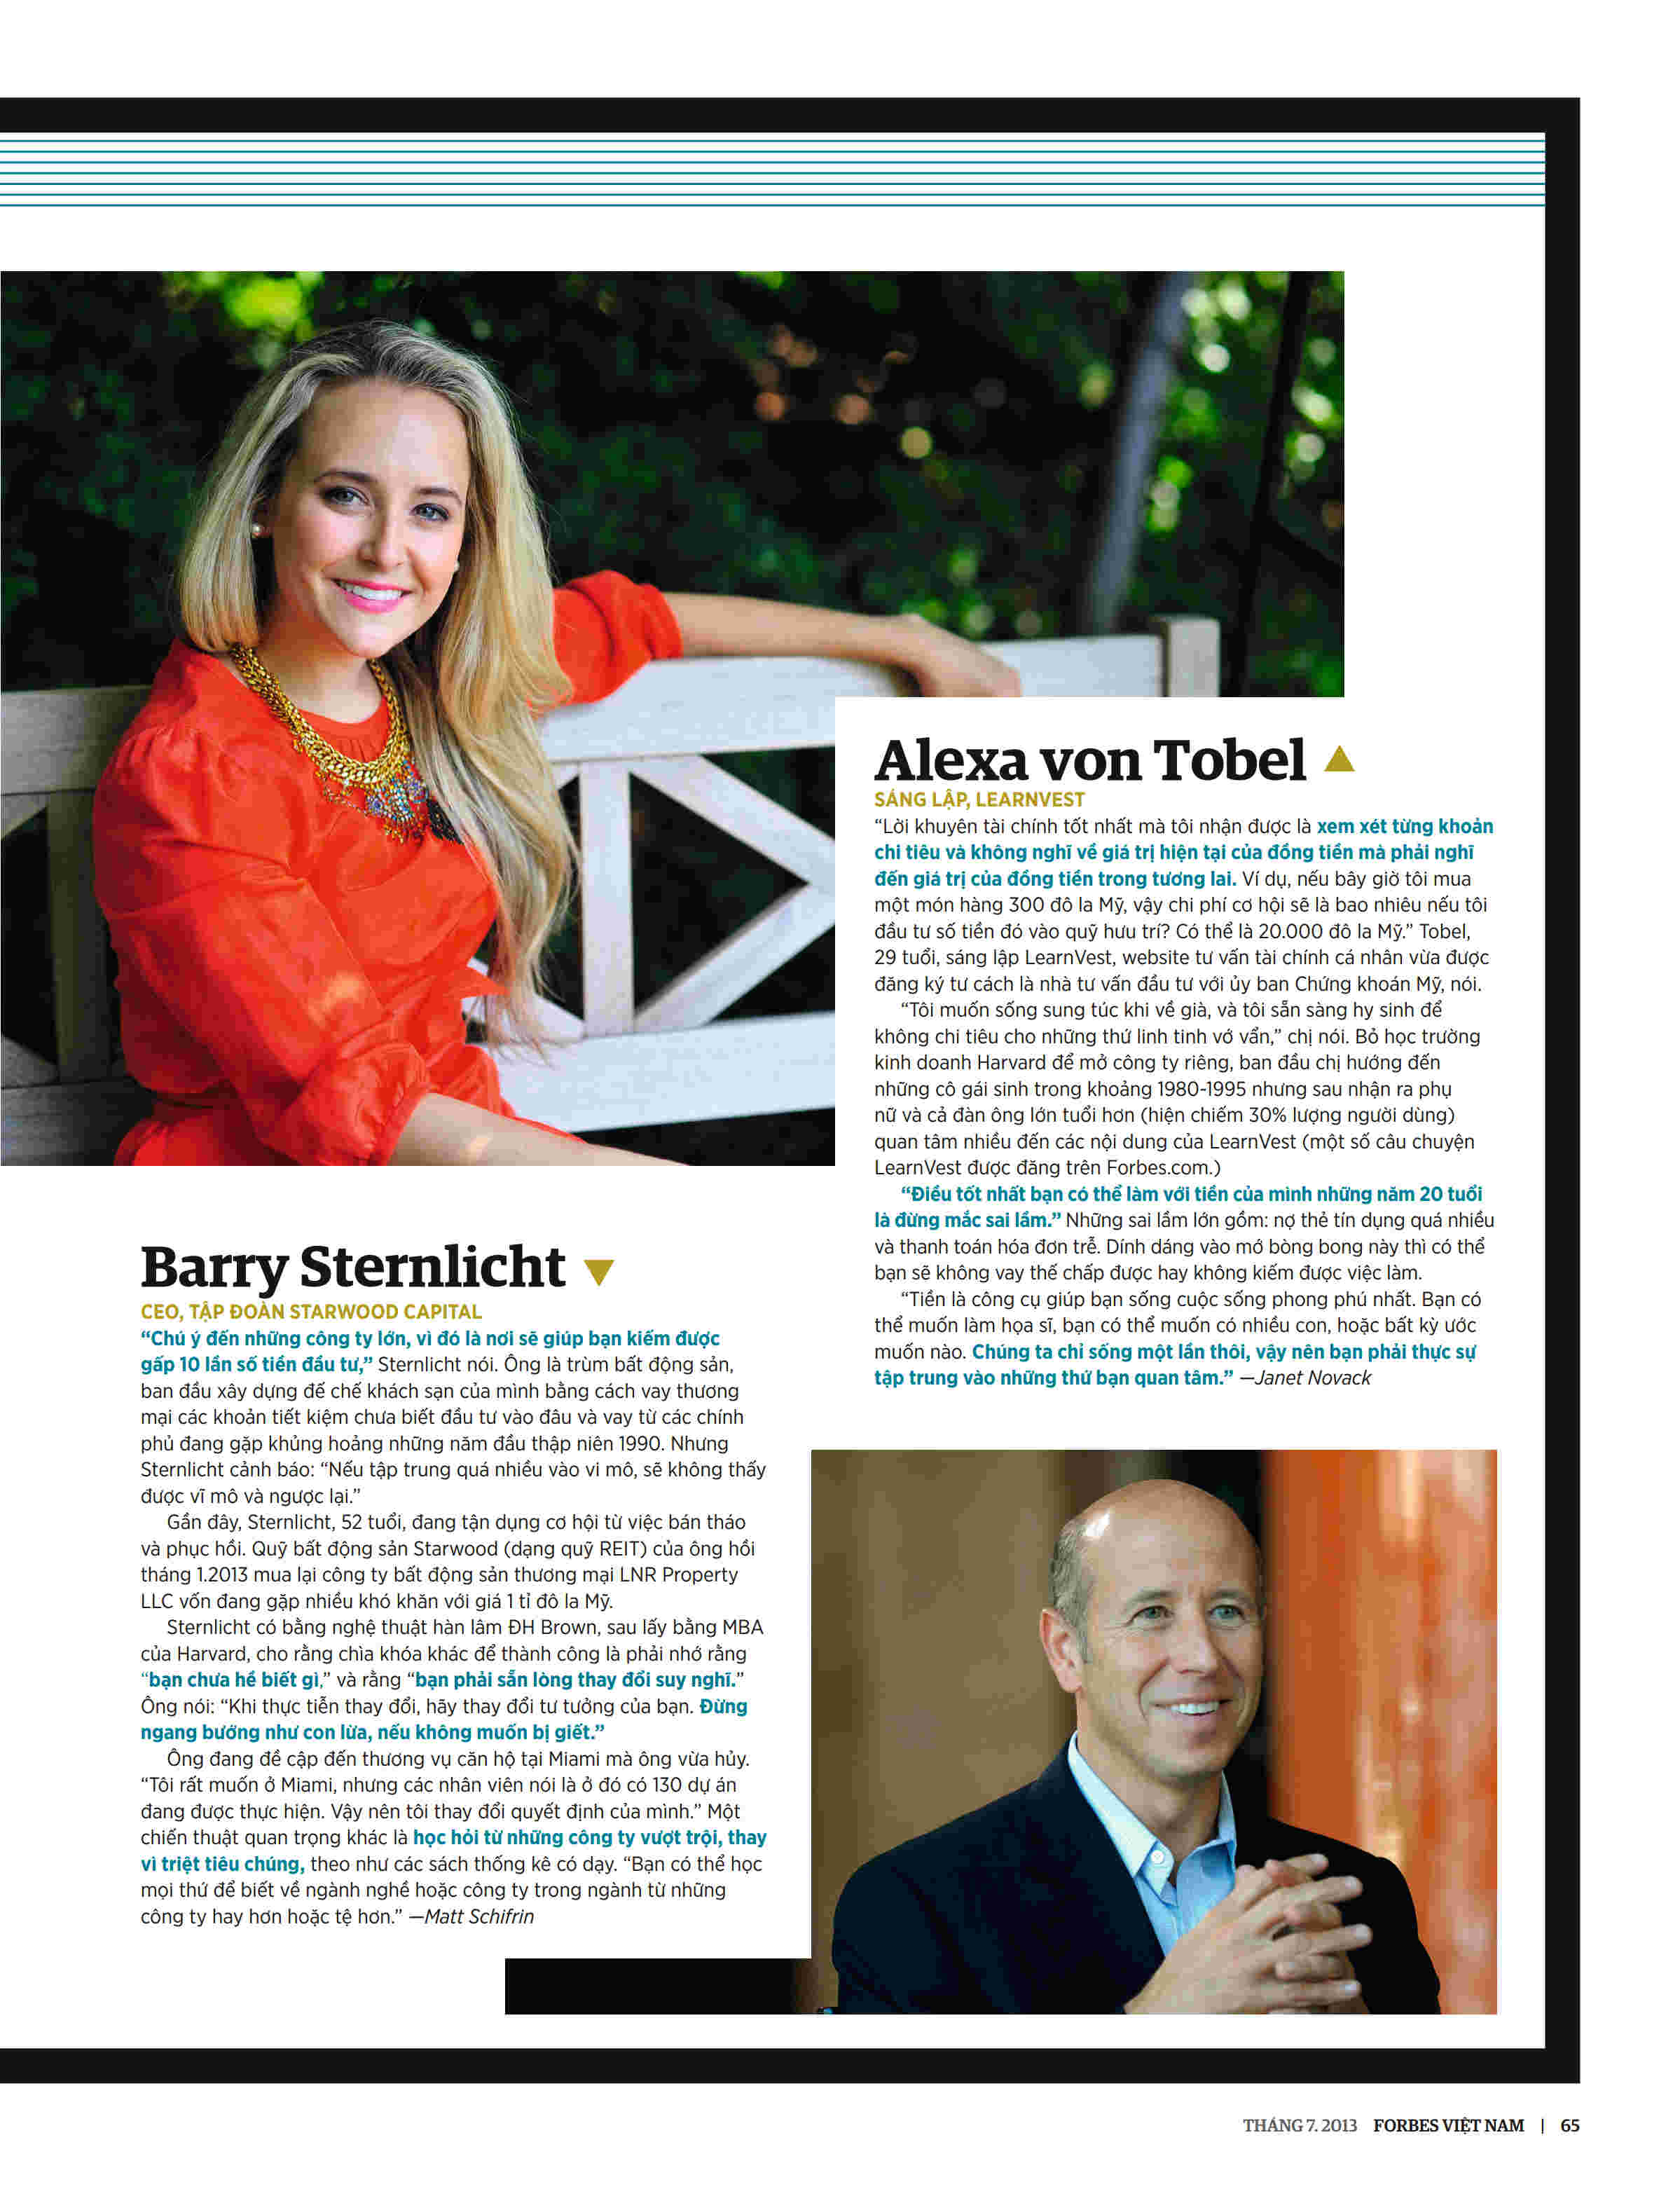 Alexa von Tobel
SÁNG LẬP, LEARNVEST
“Lời khuyên tài chính tốt nhất mà tôi nhận được là xem xét từng khoản
chi tiêu và không nghĩ về giá trị hiện tại của đồng tiền mà phải nghĩ
đến giá trị của đồng tiền trong tương lai. Ví dụ, nếu bây giờ tôi mua
một món hàng 300 đô la Mỹ, vậy chi phí cơ hội sẽ là bao nhiêu nếu tôi
đầu tư số tiền đó vào quỹ hưu trí? Có thể là 20.000 đô la Mỹ.” Tobel,
29 tuổi, sáng lập LearnVest, website tư vấn tài chính cá nhân vừa được
đăng ký tư cách là nhà tư vấn đầu tư với ủy ban Chứng khoán Mỹ, nói.
“Tôi muốn sống sung túc khi về già, và tôi sẵn sàng hy sinh để
không chi tiêu cho những thứ linh tinh vớ vẩn,” chị nói. Bỏ học trường
kinh doanh Harvard để mở công ty riêng, ban đầu chị hướng đến
những cô gái sinh trong khoảng 1980-1995 nhưng sau nhận ra phụ
nữ và cả đàn ông lớn tuổi hơn (hiện chiếm 30% lượng người dùng)
quan tâm nhiều đến các nội dung của LearnVest (một số câu chuyện
LearnVest được đăng trên Forbes.com.)
“Điều tốt nhất bạn có thể làm với tiền của mình những năm 20 tuổi
là đừng mắc sai lầm.” Những sai lầm lớn gồm: nợ thẻ tín dụng quá nhiều
và thanh toán hóa đơn trễ. Dính dáng vào mớ bòng bong này thì có thể
bạn sẽ không vay thế chấp được hay không kiếm được việc làm.
“Tiền là công cụ giúp bạn sống cuộc sống phong phú nhất. Bạn có
thể muốn làm họa sĩ, bạn có thể muốn có nhiều con, hoặc bất kỳ ước
muốn nào. Chúng ta chỉ sống một lần thôi, vậy nên bạn phải thực sự
tập trung vào những thứ bạn quan tâm.” —Janet Novack
Barry Sternlicht
CEO, TẬP ĐOÀN STARWOOD CAPITAL
“Chú ý đến những công ty lớn, vì đó là nơi sẽ giúp bạn kiếm được
gấp 10 lần số tiền đầu tư,” Sternlicht nói. Ông là trùm bất động sản,
ban đầu xây dựng đế chế khách sạn của mình bằng cách vay thương
mại các khoản tiết kiệm chưa biết đầu tư vào đâu và vay từ các chính
phủ đang gặp khủng hoảng những năm đầu thập niên 1990. Nhưng
Sternlicht cảnh báo: “Nếu tập trung quá nhiều vào vi mô, sẽ không thấy
được vĩ mô và ngược lại.”
Gần đây, Sternlicht, 52 tuổi, đang tận dụng cơ hội từ việc bán tháo
và phục hồi. Quỹ bất động sản Starwood (dạng quỹ REIT) của ông hồi
tháng 1.2013 mua lại công ty bất động sản thương mại LNR Property
LLC vốn đang gặp nhiều khó khăn với giá 1 tỉ đô la Mỹ.
Sternlicht có bằng nghệ thuật hàn lâm ĐH Brown, sau lấy bằng MBA
của Harvard, cho rằng chìa khóa khác để thành công là phải nhớ rằng
“bạn chưa hề biết gì,” và rằng “bạn phải sẵn lòng thay đổi suy nghĩ.”
Ông nói: “Khi thực tiễn thay đổi, hãy thay đổi tư tưởng của bạn. Đừng
ngang bướng như con lừa, nếu không muốn bị giết.”
Ông đang đề cập đến thương vụ căn hộ tại Miami mà ông vừa hủy.
“Tôi rất muốn ở Miami, nhưng các nhân viên nói là ở đó có 130 dự án
đang được thực hiện. Vậy nên tôi thay đổi quyết định của mình.” Một
chiến thuật quan trọng khác là học hỏi từ những công ty vượt trội, thay
vì triệt tiêu chúng, theo như các sách thống kê có dạy. “Bạn có thể học
mọi thứ để biết về ngành nghề hoặc công ty trong ngành từ những
công ty hay hơn hoặc tệ hơn.” —Matt Schifrin
THÁNG 7. 2013 FORBES VIỆT NAM | 65